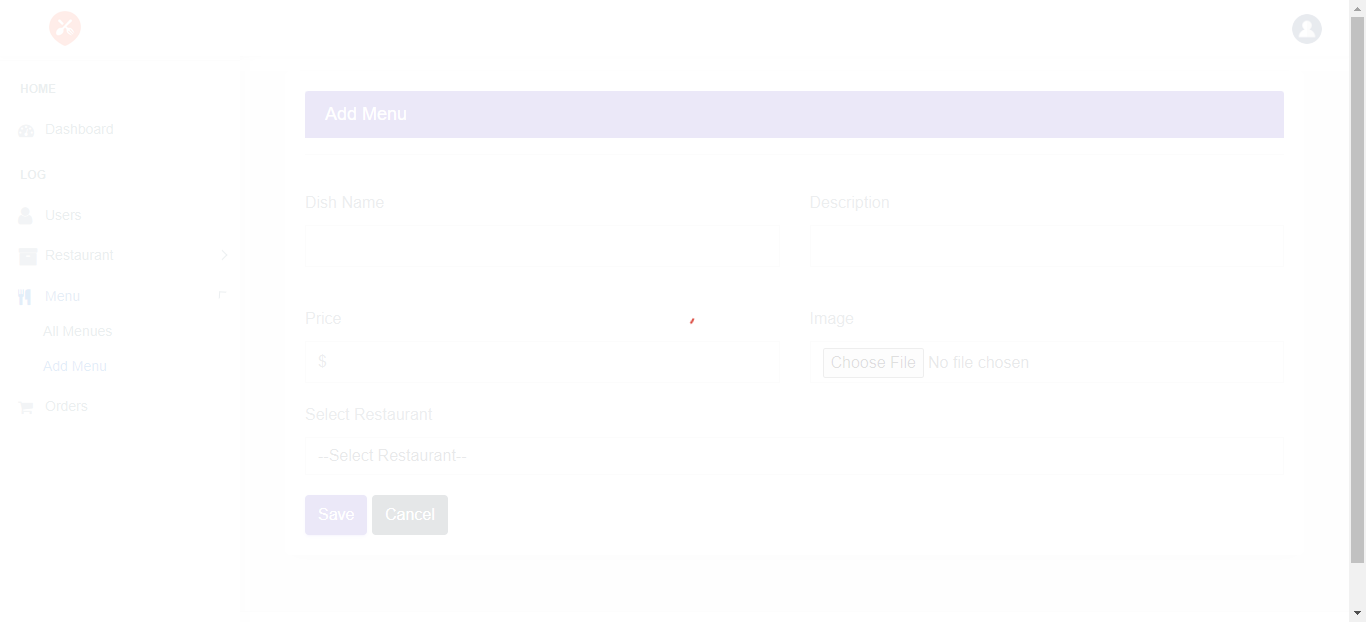 HOME
Dashboard
LOG
Users
Restaurant
Menu
All Menues
Add Menu
Orders
Add Menu
Dish Name
Description
Price
$
Image
Choose File No file chosen
Select Restaurant
--Select Restaurant--
Save
Cancel